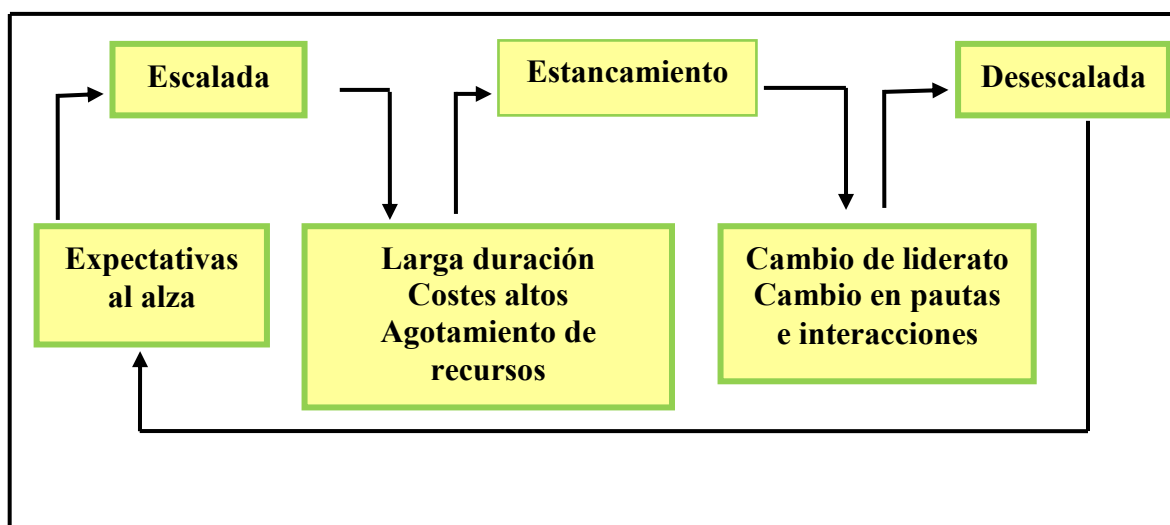 Escalada
Estancamiento
Desescalada
Expectativas
al alza
Larga duración
Costes altos
Agotamiento de
recursos
Cambio de liderato
Cambio en pautas
e interacciones